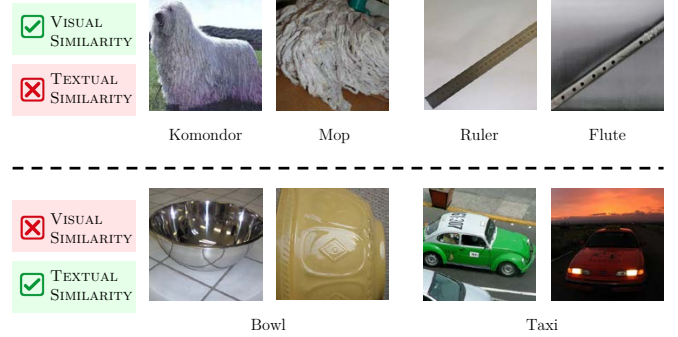 Visual
Similarity
Textual
Similarity
Komondor
Mop
Ruler
Flute
Visual
Similarity
Textual
Similarity
Bowl
Taxi